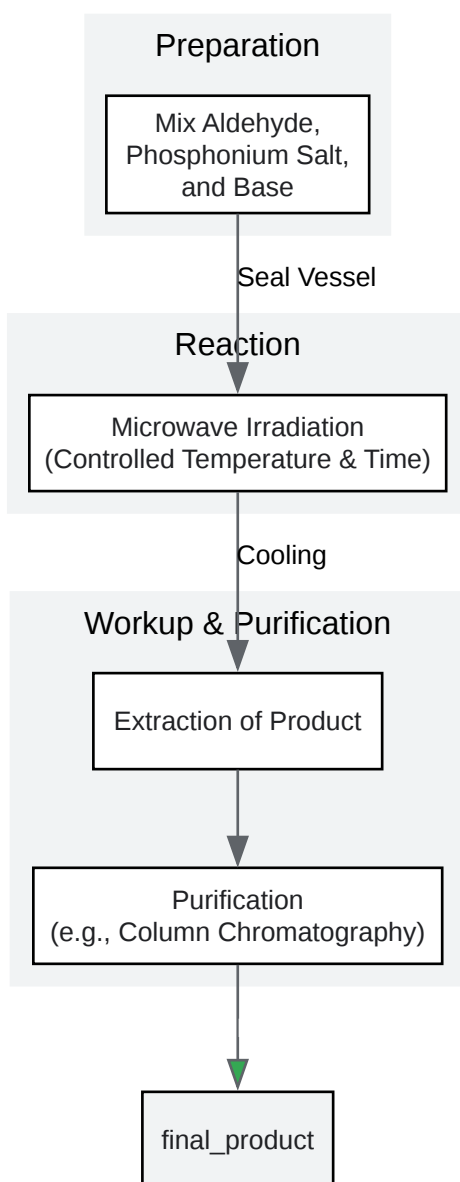 Preparation
Mix Aldehyde,
Phosphonium Salt,
and Base
Seal Vessel
Reaction
Microwave Irradiation
(Controlled Temperature & Time)
Cooling
Workup & Purification
Extraction of Product
Purification
(e.g., Column Chromatography)
final_product